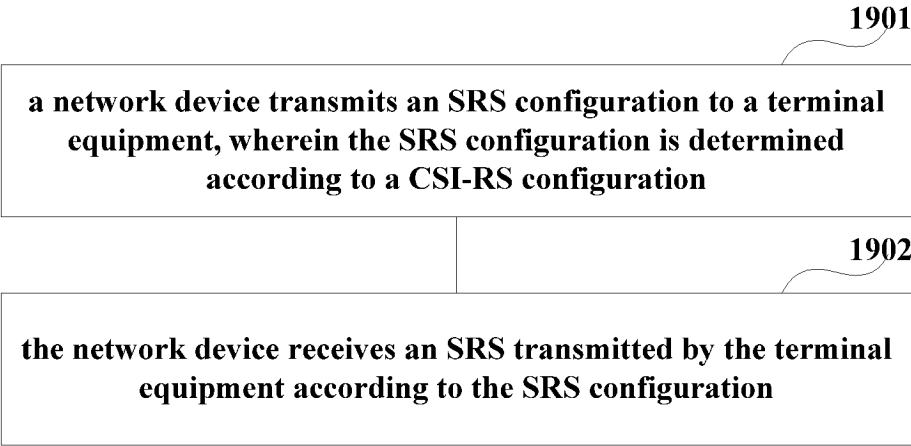 1901
a network device transmits an SRS configuration to a terminal
equipment, wherein the SRS configuration is determined
according to a CSI-RS configuration
1902
the network device receives an SRS transmitted by the terminal
equipment according to the SRS configuration